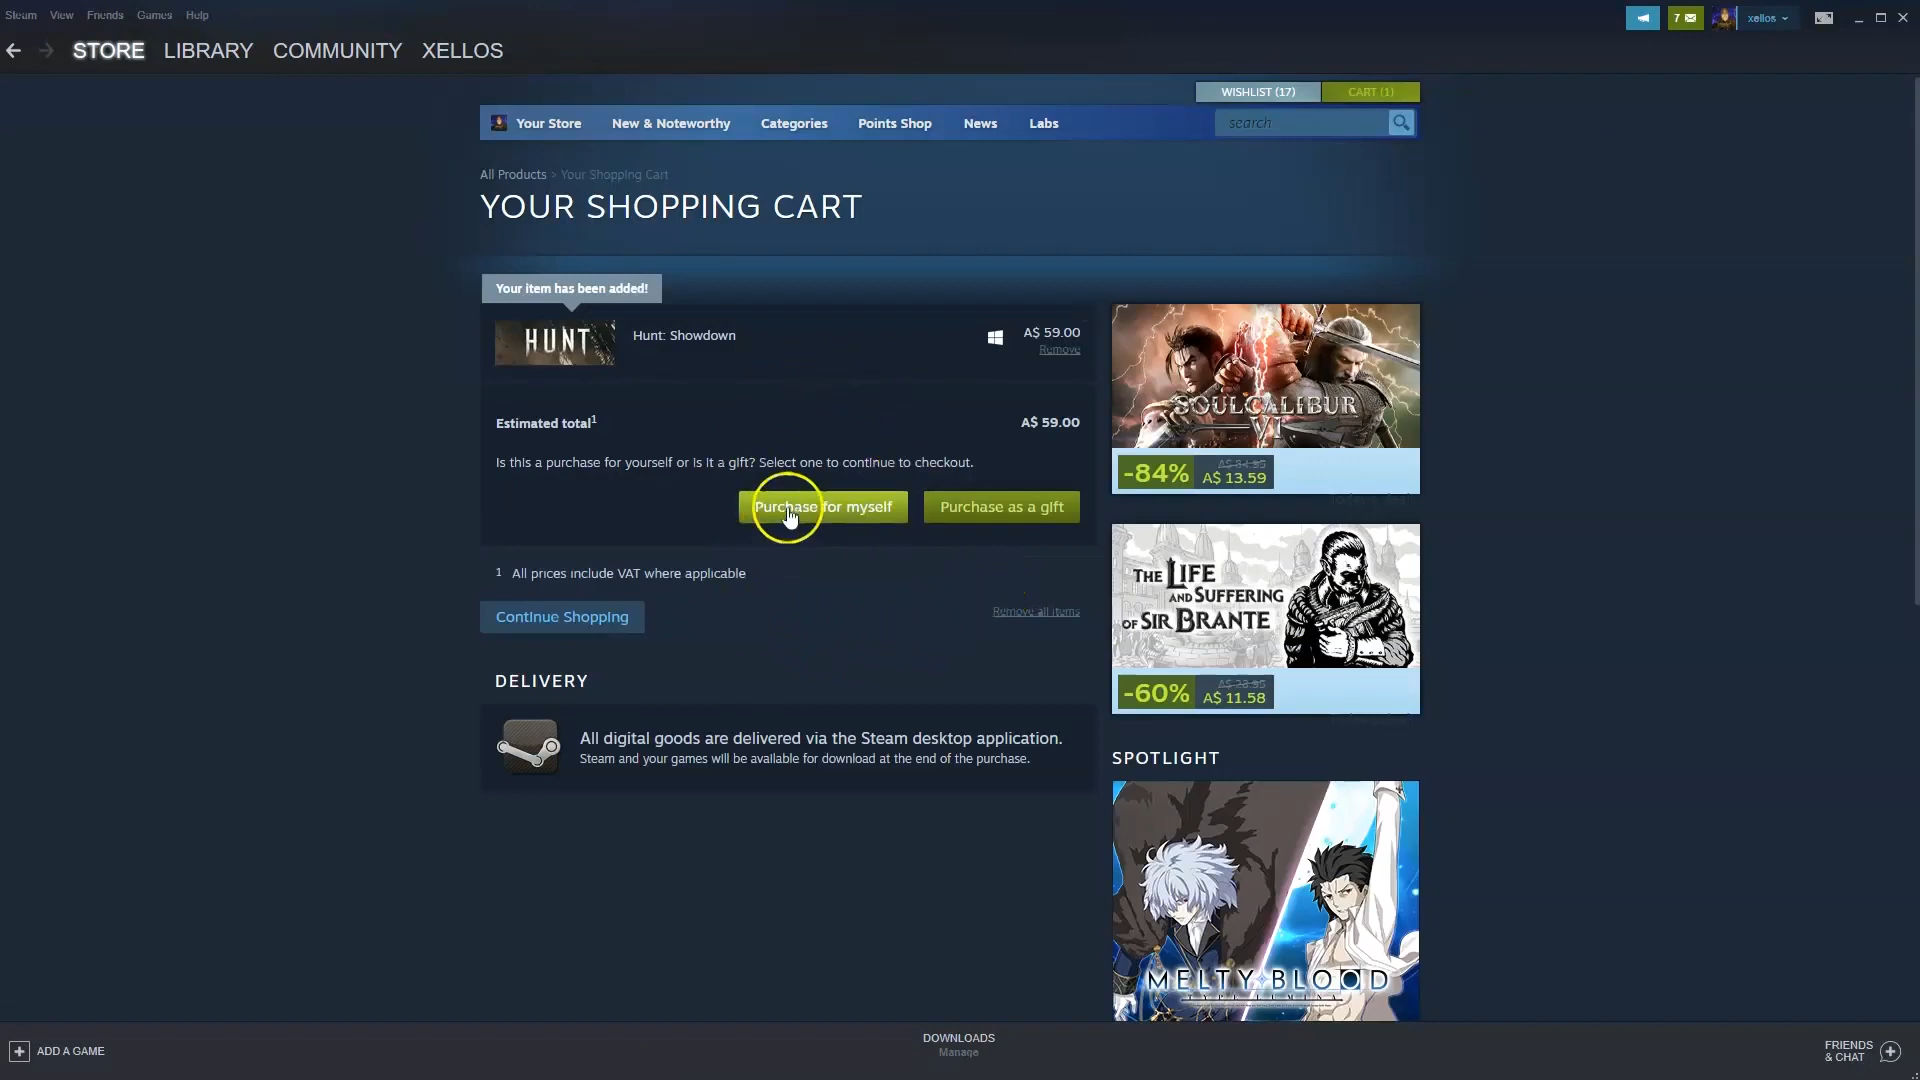 Steam View Friends Games Help
7
xellos
STORE LIBRARY COMMUNITY XELLOS
WISHLIST (17) CART (1)
Your Store New & Noteworthy Categories Points Shop News Labs
search
All Products > Your Shopping Cart
YOUR SHOPPING CART
Your item has been added!
HUNT
Hunt: Showdown
A$ 59.00
Remove
Estimated total1
A$ 59.00
Is this a purchase for yourself or is it a gift? Select one to continue to checkout.
Purchase for myself
Purchase as a gift
1 All prices include VAT where applicable
Continue Shopping
Remove all items
DELIVERY
All digital goods are delivered via the Steam desktop application.
Steam and your games will be available for download at the end of the purchase.
SOULCALIBUR
VI
-84%
A$ 84.95
A$ 13.59
THE LIFE
AND SUFFERING
OF SIR BRANTE
-60%
A$ 28.95
A$ 11.58
SPOTLIGHT
MELTY BLOOD
ADD A GAME
DOWNLOADS
Manage
FRIENDS
& CHAT